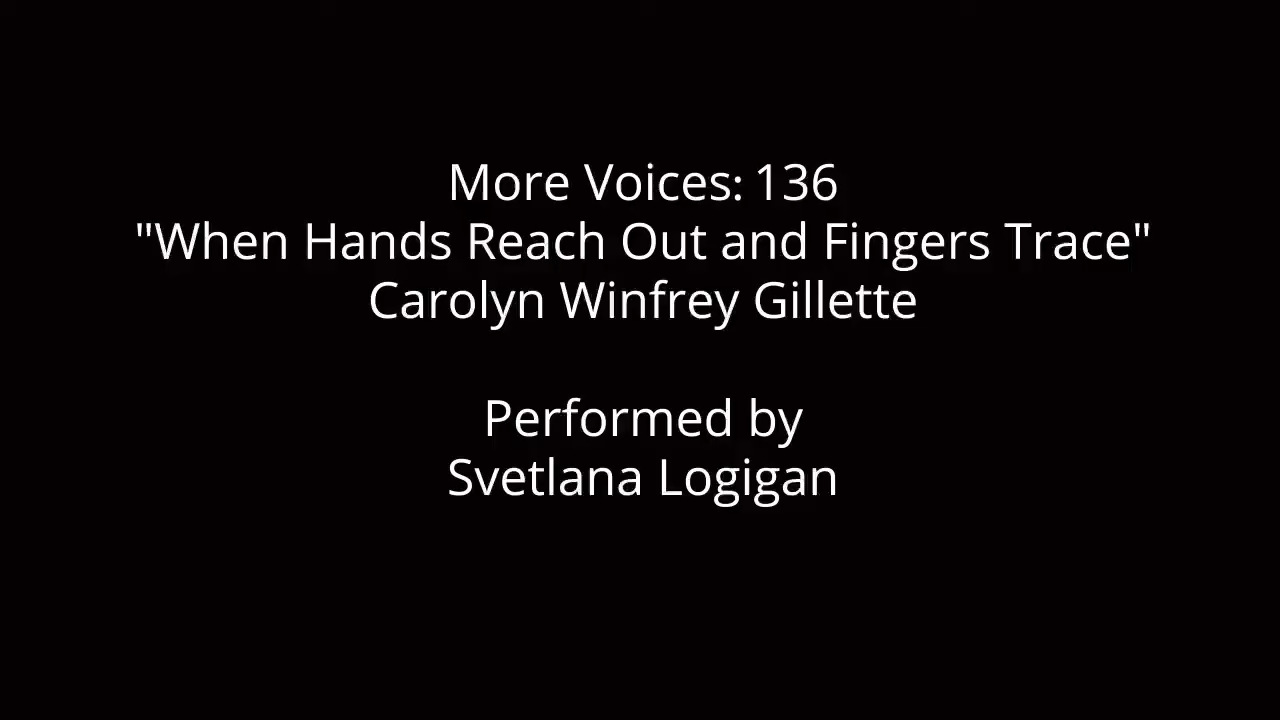 More Voices: 136
"When Hands Reach Out and Fingers Trace"
Carolyn Winfrey Gillette
Performed by
Svetlana Logigan